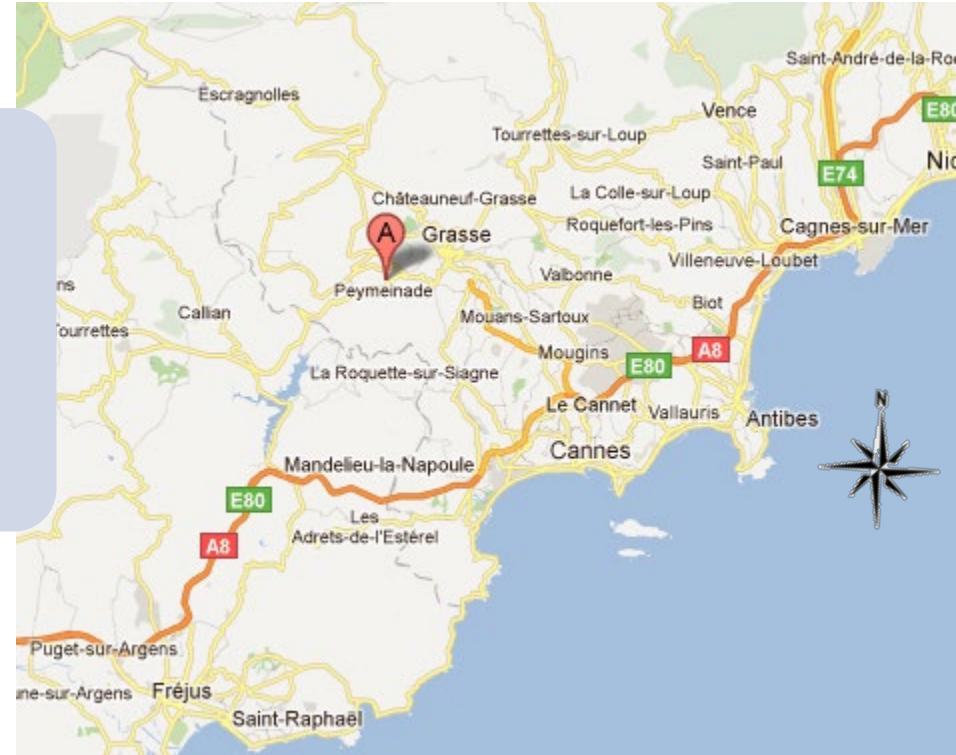 Saint-André-de-la-Roc
Escragnolles
Vence
E80
Tourrettes-sur-Loup
Saint-Paul
Nic
E74
Châteauneuf-Grasse
La Colle-sur-Loup
A
Grasse
Roquefort-les-Pins
Cagnes-sur-Mer
Villeneuve-Loubet
Valbonne
ns
Peymeinade
Biot
Callian
Mouans-Sartoux
ourrettes
Mougins
A8
E80
La Roquette-sur-Siagne
N
Le Cannet
Vallauris
Antibes
Cannes
Mandelieu-la-Napoule
E80
Les
Adrets-de-l'Estérel
A8
Puget-sur-Argens
une-sur-Argens
Fréjus
Saint-Raphaël